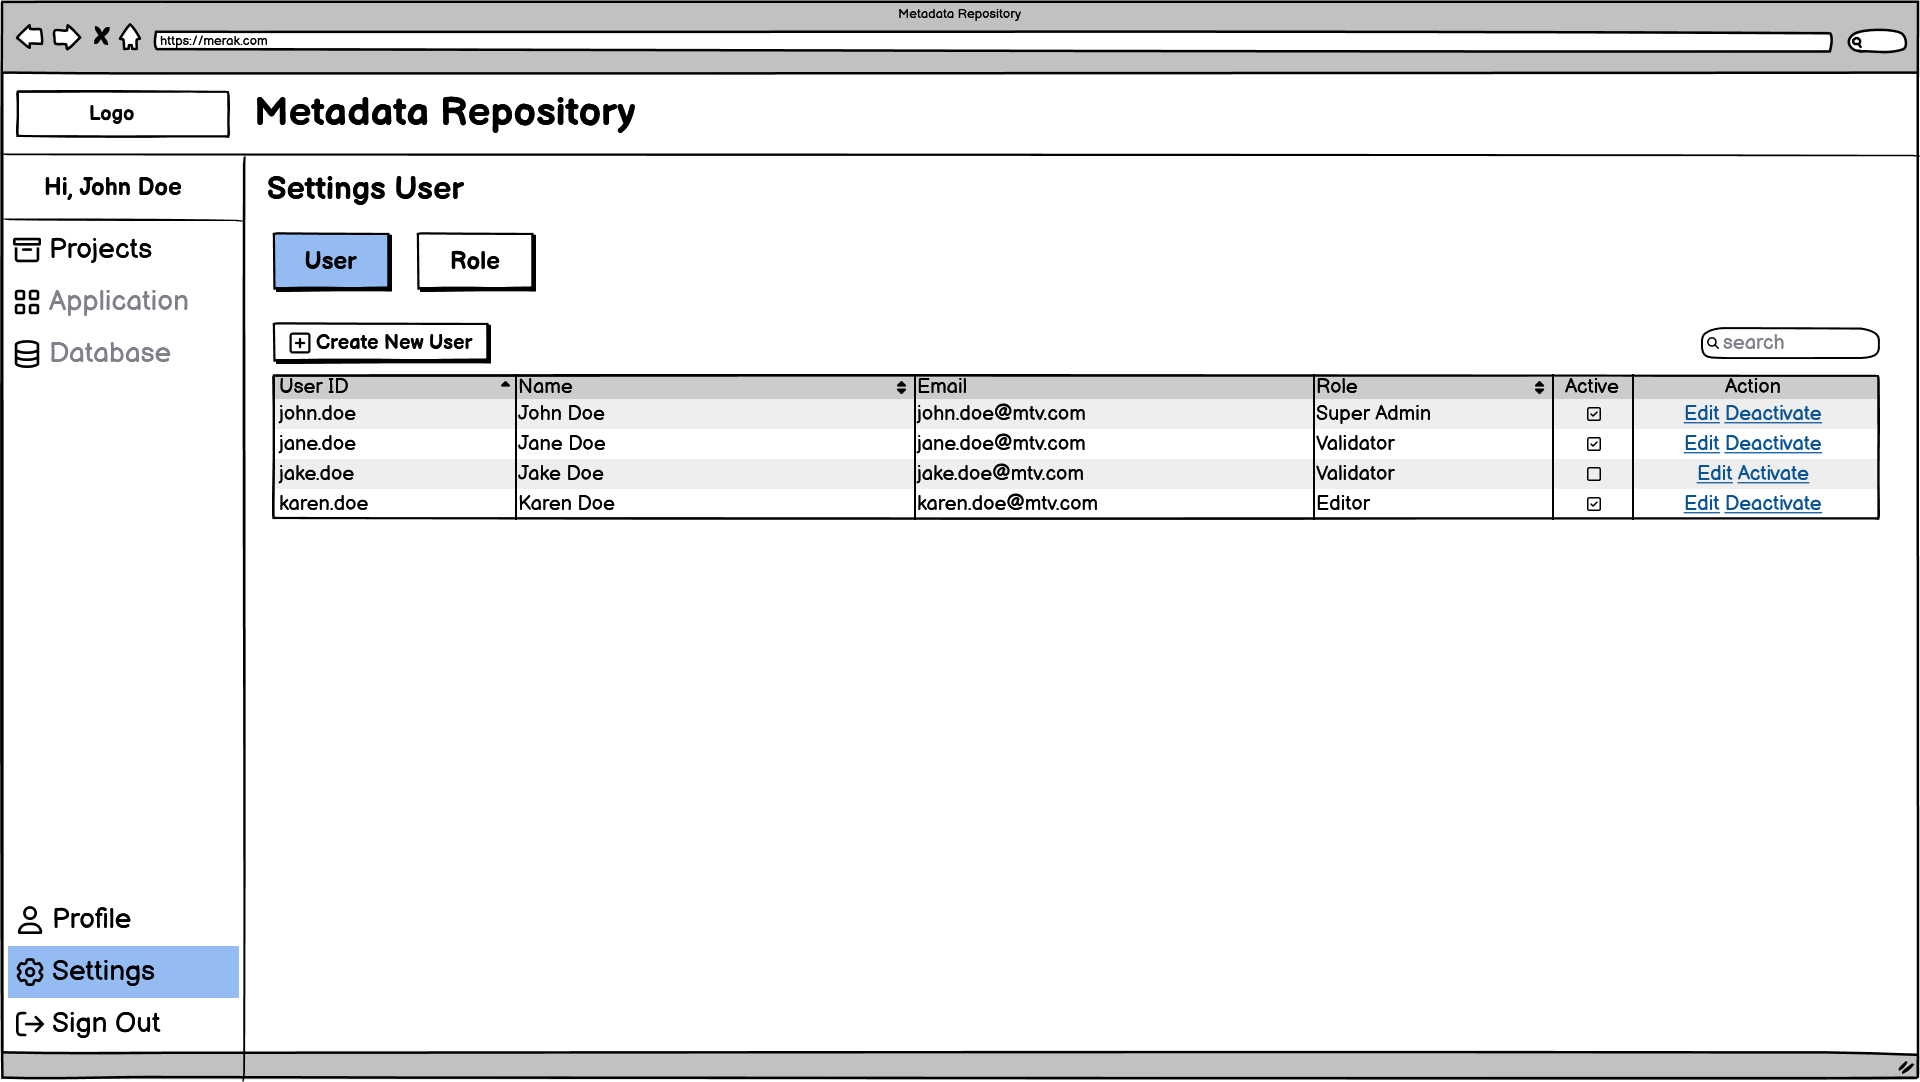 Metadata Repository
https://merak.com
Logo
Metadata Repository
Hi, John Doe
Projects
Application
Database
Profile
Settings
Sign Out
Settings User
User Role
Create New User
search
User ID Name Email Role Active Action
john.doe John Doe john.doe@mtv.com Super Admin Edit Deactivate
jane.doe Jane Doe jane.doe@mtv.com Validator Edit Deactivate
jake.doe Jake Doe jake.doe@mtv.com Validator Edit Activate
karen.doe Karen Doe karen.doe@mtv.com Editor Edit Deactivate